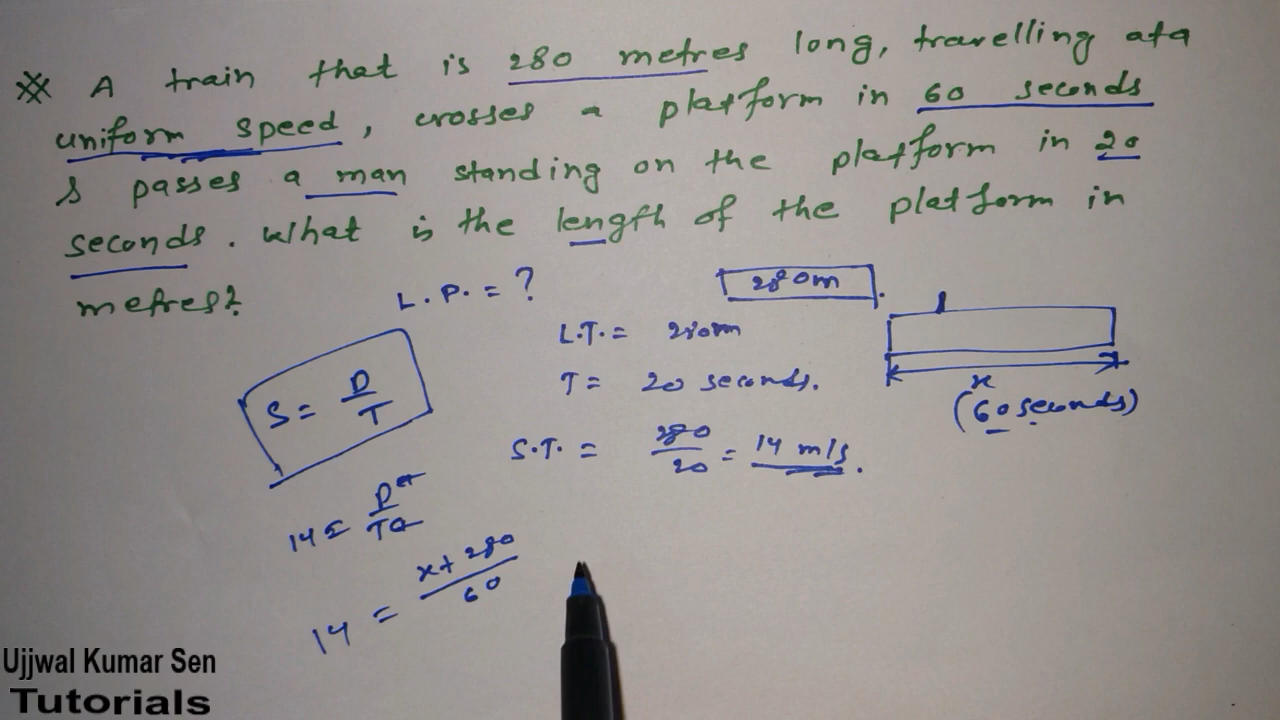 ※ A train that is 280 metres long, travelling at a
uniform speed, crosses a platform in 60 seconds
& passes a man standing on the platform in 20
seconds. What is the length of the platform in
metres?
L.P. = ?
280m
L.T. = 280m
T = 20 seconds.
x
(60 seconds)
S = D/T
S.T. = 280/20 = 14 m/s.
14 = D/T
14 = x + 280/60
Ujjwal Kumar Sen
Tutorials